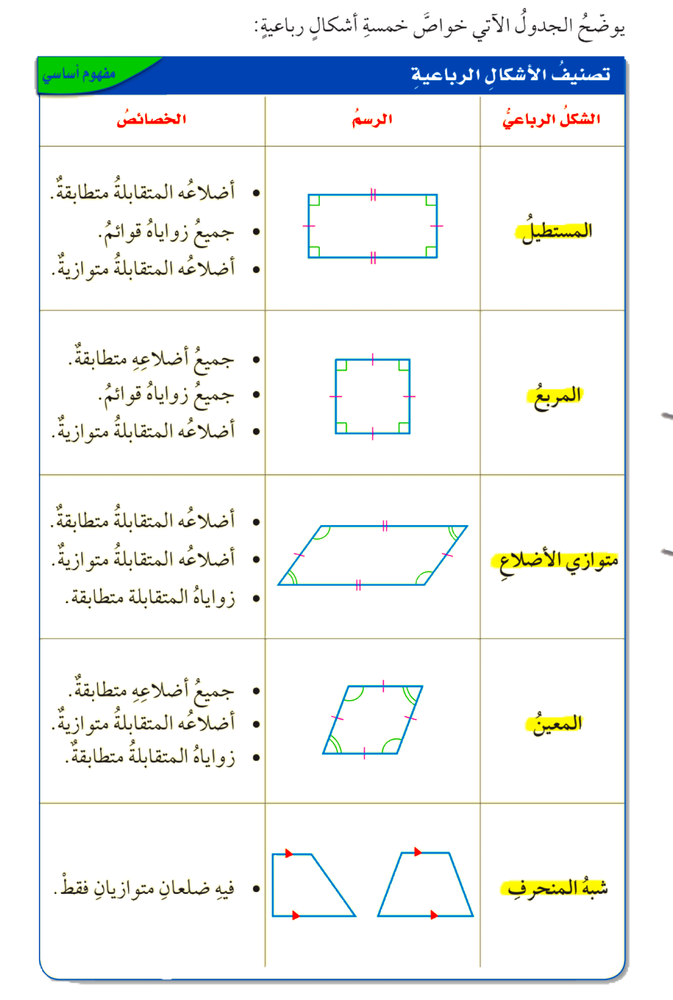 يوضّحُ الجدولُ الآتي خواصَّ خمسةِ أشكالٍ رباعيةٍ:
تصنيفُ الأشكالِ الرباعيةِ
مفهوم أساسي
الشكلُ الرباعيُّ
الرسمُ
الخصائصُ
المستطيلُ
• أضلاعُه المتقابلةُ متطابقةٌ.
• جميعُ زواياهُ قوائمُ.
• أضلاعُه المتقابلةُ متوازيةٌ.
المربعُ
• جميعُ أضلاعِهِ متطابقةٌ.
• جميعُ زواياهُ قوائمُ.
• أضلاعُه المتقابلةُ متوازيةٌ.
متوازي الأضلاعِ
• أضلاعُه المتقابلةُ متطابقةٌ.
• أضلاعُه المتقابلةُ متوازيةٌ.
• زواياهُ المتقابلة متطابقة.
المعينُ
• جميعُ أضلاعِهِ متطابقةٌ.
• أضلاعُه المتقابلةُ متوازيةٌ.
• زواياهُ المتقابلةُ متطابقةٌ.
شبهُ المنحرفِ
• فيهِ ضلعانِ متوازيانِ فقطْ.